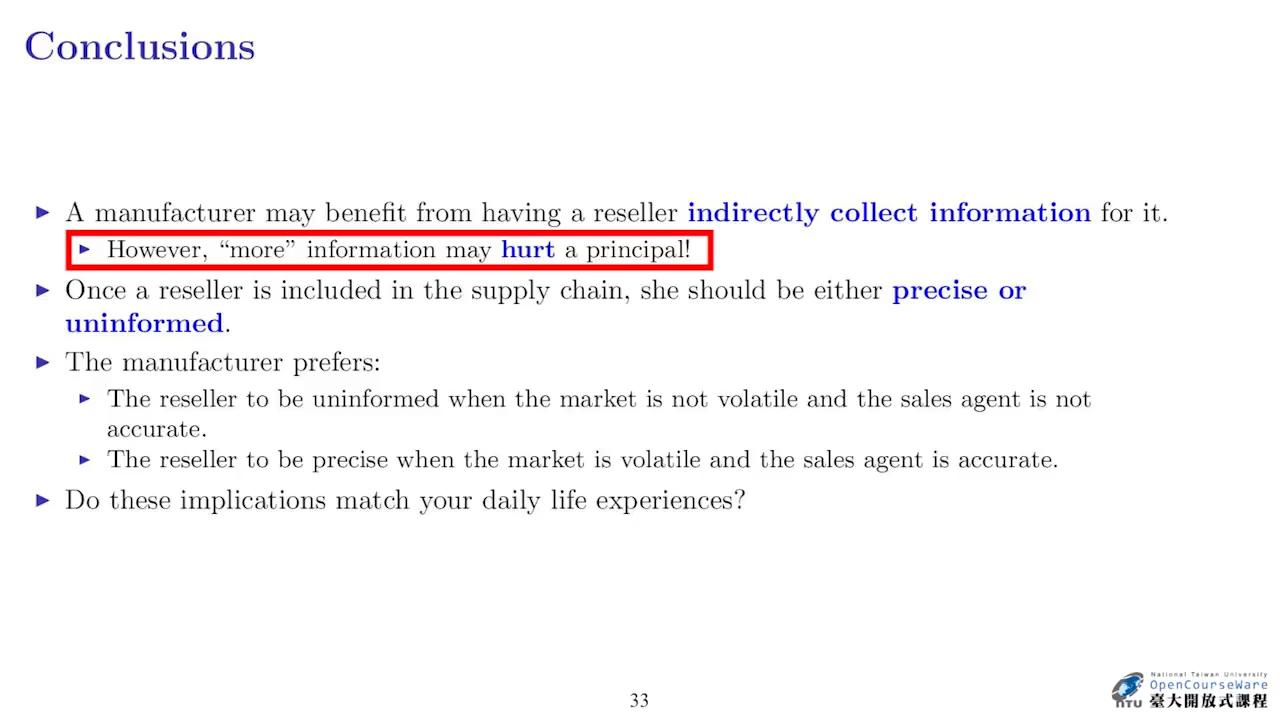 Conclusions
▶ A manufacturer may benefit from having a reseller indirectly collect information for it.
▶ However, “more” information may hurt a principal!
▶ Once a reseller is included in the supply chain, she should be either precise or
uninformed.
▶ The manufacturer prefers:
▶ The reseller to be uninformed when the market is not volatile and the sales agent is not
accurate.
▶ The reseller to be precise when the market is volatile and the sales agent is accurate.
▶ Do these implications match your daily life experiences?
33
National Taiwan University
OpenCourseWare
NTU 臺大開放式課程